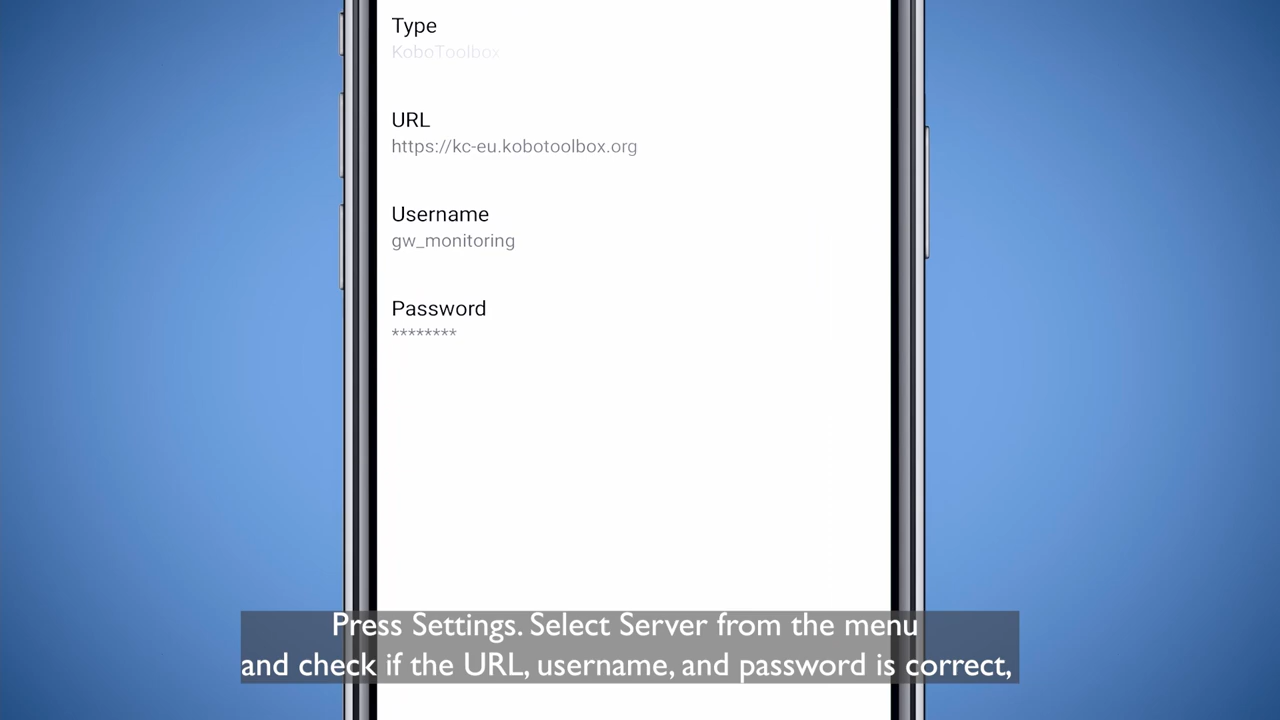 Type
KoboToolbox
URL
https://kc-eu.kobotoolbox.org
Username
gw_monitoring
Password
********
Press Settings. Select Server from the menu
and check if the URL, username, and password is correct,